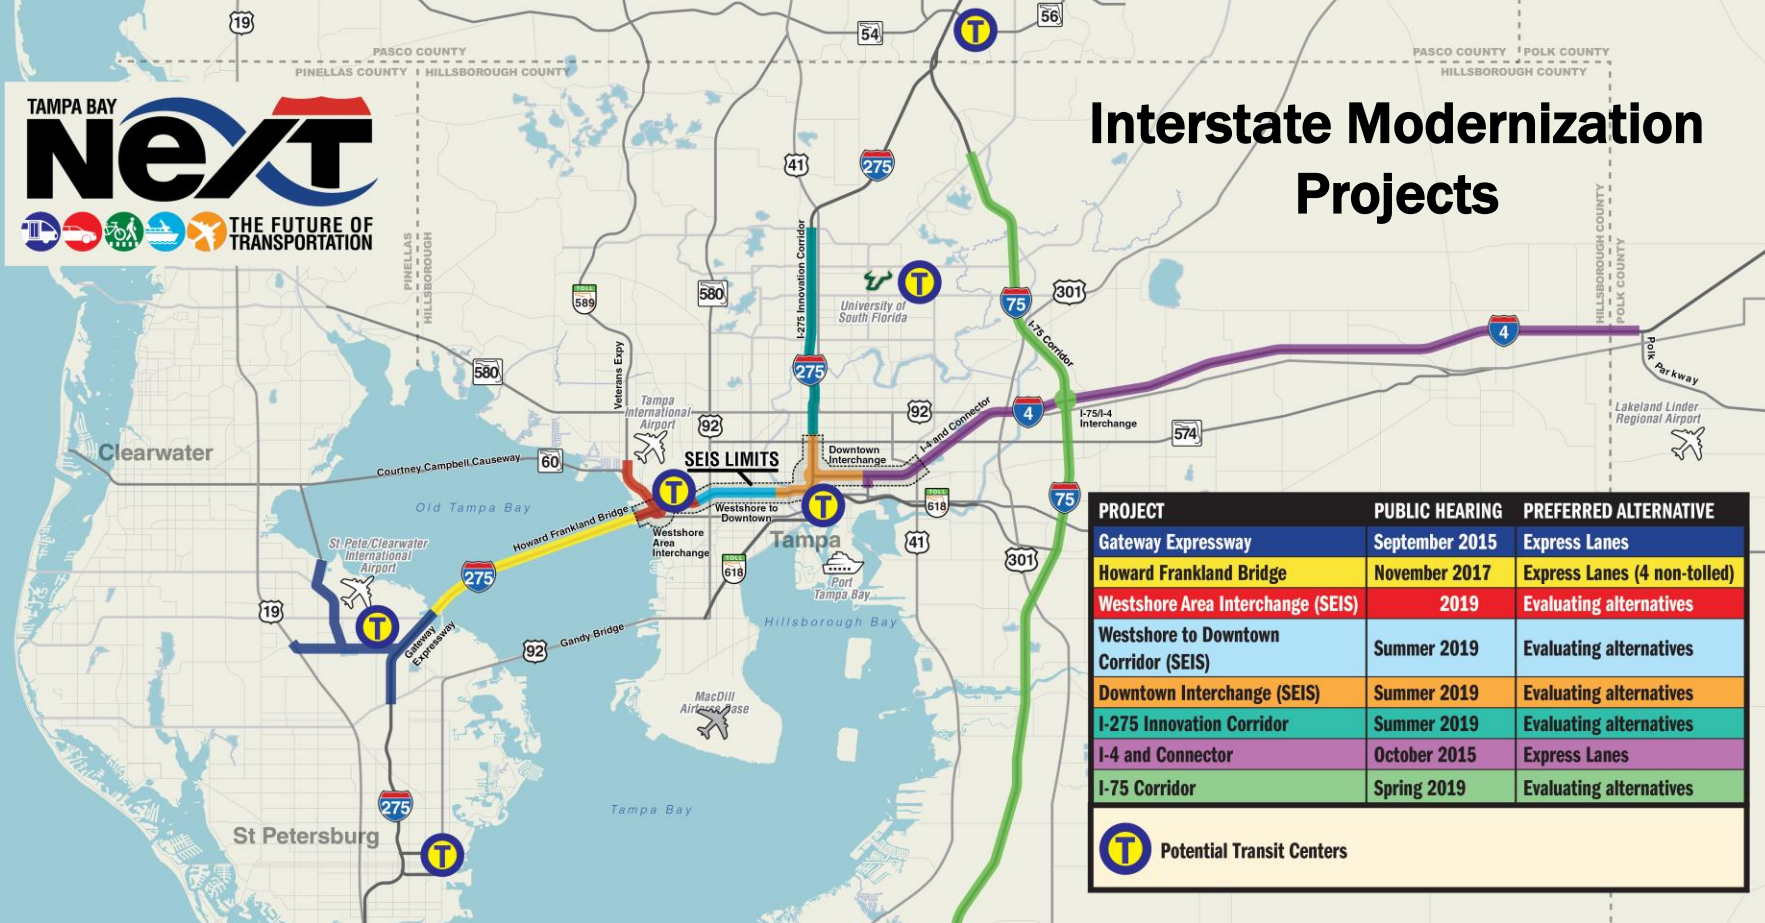 19
54
56
PASCO COUNTY
PINELLAS COUNTY
HILLSBOROUGH COUNTY
PASCO COUNTY
POLK COUNTY
HILLSBOROUGH COUNTY
T
TAMPA BAY
NeXT
THE FUTURE OF
TRANSPORTATION
Interstate Modernization
Projects
41
275
PINELLAS
HILLSBOROUGH
HILLSBOROUGH COUNTY
POLK COUNTY
I-275 Innovation Corridor
T
University of
South Florida
TOLL
589
580
75
301
I-75 Corridor
4
Polk
Parkway
580
Veterans Expy
275
Tampa
International
Airport
92
92
4
I-75/I-4
Interchange
574
Lakeland Linder
Regional Airport
I-4 and Connector
Clearwater
Courtney Campbell Causeway
60
SEIS LIMITS
Downtown
Interchange
T
T
Old Tampa Bay
Howard Frankland Bridge
Westshore to
Downtown
TOLL
618
75
Westshore
Area
Interchange
Tampa
41
301
St.Pete/Clearwater
International
Airport
275
TOLL
618
Port
Tampa Bay
19
T
Gateway
Expressway
92
Gandy Bridge
Hillsborough Bay
MacDill
Airforce Base
275
St Petersburg
T
Tampa Bay
PROJECT PUBLIC HEARING PREFERRED ALTERNATIVE
Gateway Expressway September 2015 Express Lanes
Howard Frankland Bridge November 2017 Express Lanes (4 non-tolled)
Westshore Area Interchange (SEIS) 2019 Evaluating alternatives
Westshore to Downtown
Corridor (SEIS) Summer 2019 Evaluating alternatives
Downtown Interchange (SEIS) Summer 2019 Evaluating alternatives
I-275 Innovation Corridor Summer 2019 Evaluating alternatives
I-4 and Connector October 2015 Express Lanes
I-75 Corridor Spring 2019 Evaluating alternatives
T Potential Transit Centers